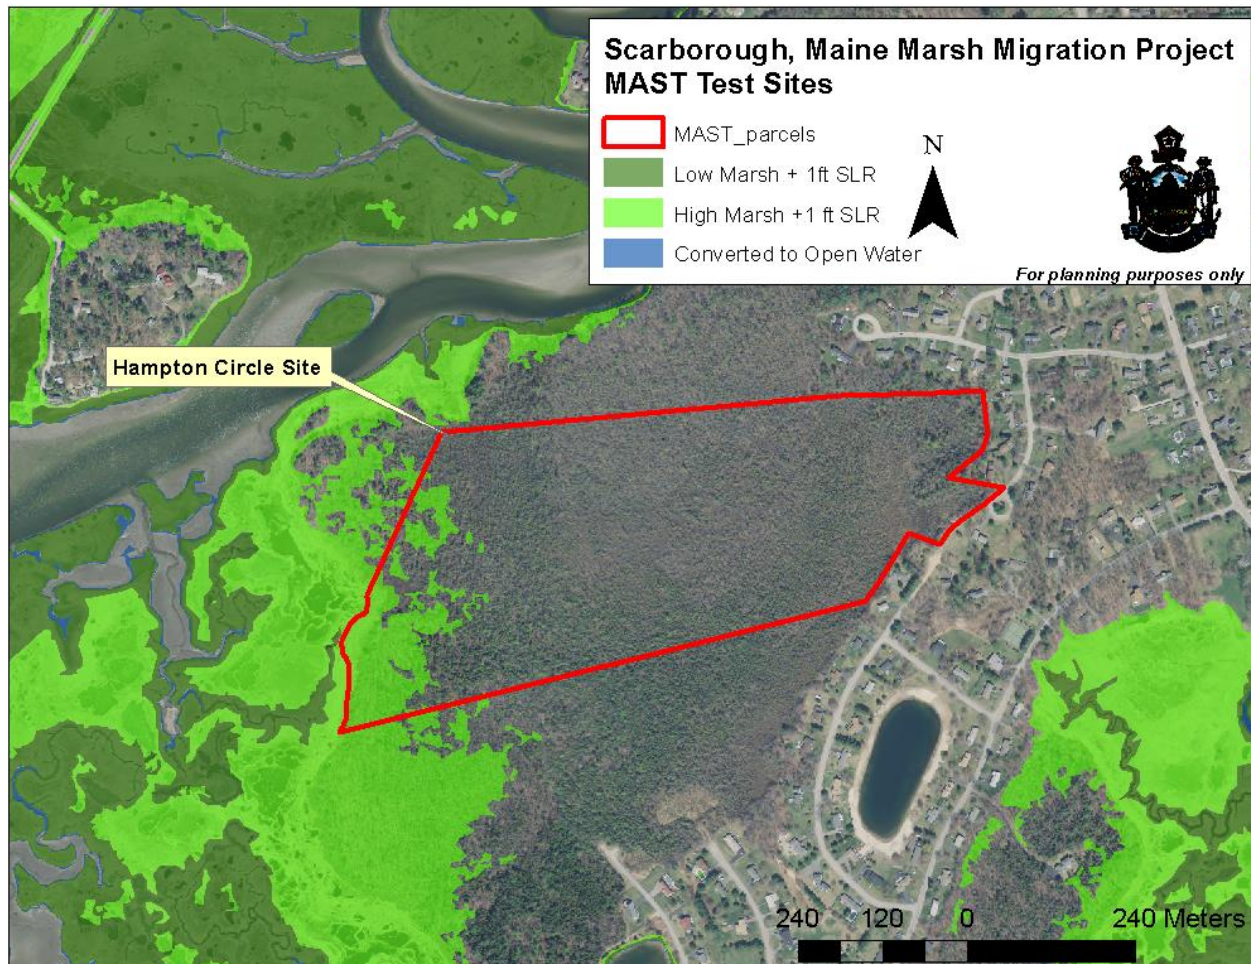 Scarborough, Maine Marsh Migration Project
MAST Test Sites
MAST_parcels
Low Marsh + 1ft SLR
High Marsh +1 ft SLR
Converted to Open Water
N
For planning purposes only
Hampton Circle Site
240 120 0 240 Meters